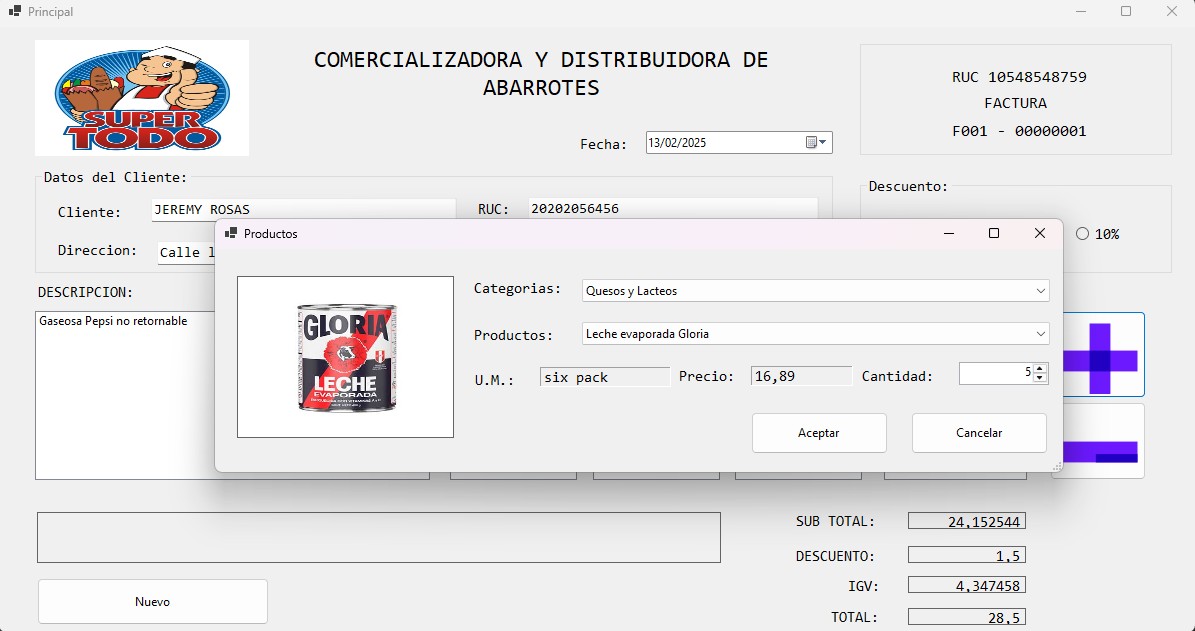 Principal
SUPER
TODO
COMERCIALIZADORA Y DISTRIBUIDORA DE
ABARROTES
Fecha: 13/02/2025
RUC 10548548759
FACTURA
F001 - 00000001
Datos del Cliente:
Cliente: JEREMY ROSAS RUC: 20202056456
Direccion: Calle
Descuento:
10%
DESCRIPCION:
Gaseosa Pepsi no retornable
Productos
GLORIA
LECHE
EVAPORADA
Categorias: Quesos y Lacteos
Productos: Leche evaporada Gloria
U.M.: six pack Precio: 16,89 Cantidad: 5
Aceptar Cancelar
SUB TOTAL: 24,152544
DESCUENTO: 1,5
IGV: 4,347458
TOTAL: 28,5
Nuevo